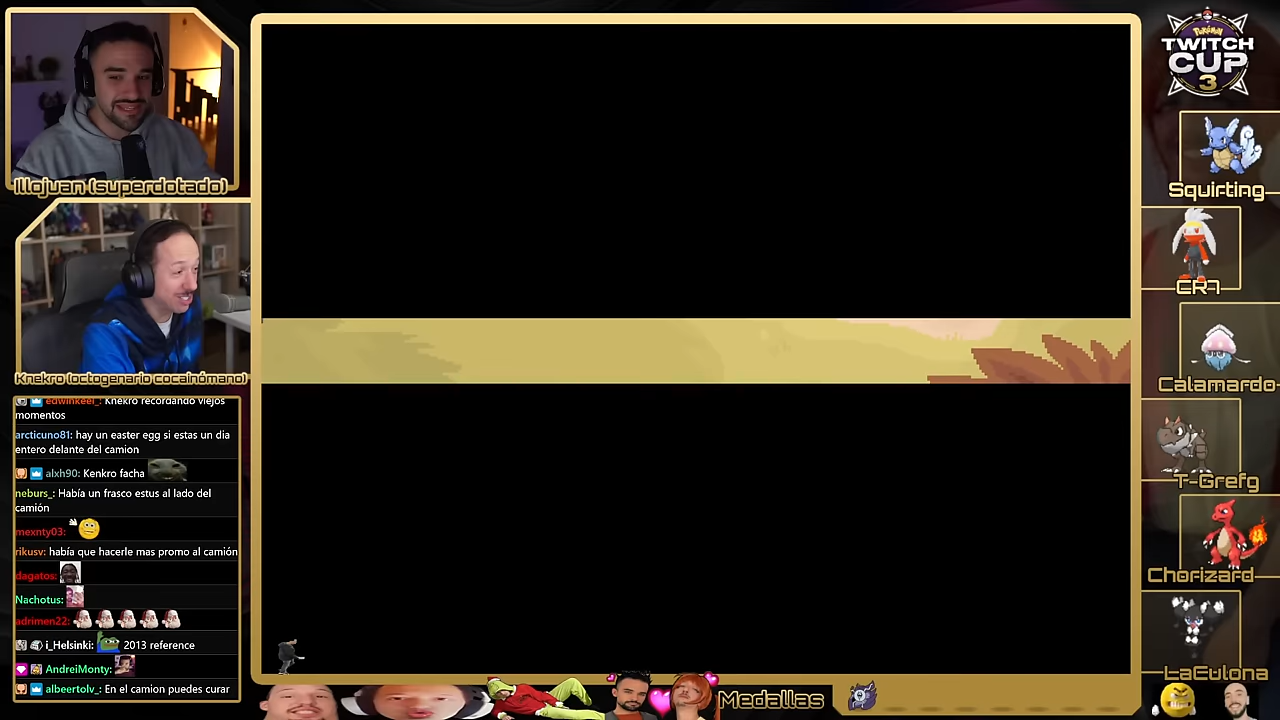 Illojuan (superdotado)
Knekro (octogenario cocainómano)
edwinkeel_: Knekro recordando viejos
momentos
arcticuno81: hay un easter egg si estas un dia
entero delante del camion
alxh90: Kenkro facha
neburs_: Había un frasco estus al lado del
camión
mexnty03:
rikusv: había que hacerle mas promo al camión
dagatos:
Nachotus:
adrimen22:
i_Helsinki: 2013 reference
AndreiMonty:
albeertolv_: En el camion puedes curar
Medallas
Pokémon
TWITCH
CUP
3
Squirting
CR7
Calamardo
T-Grefg
Chorizard
LaCulona